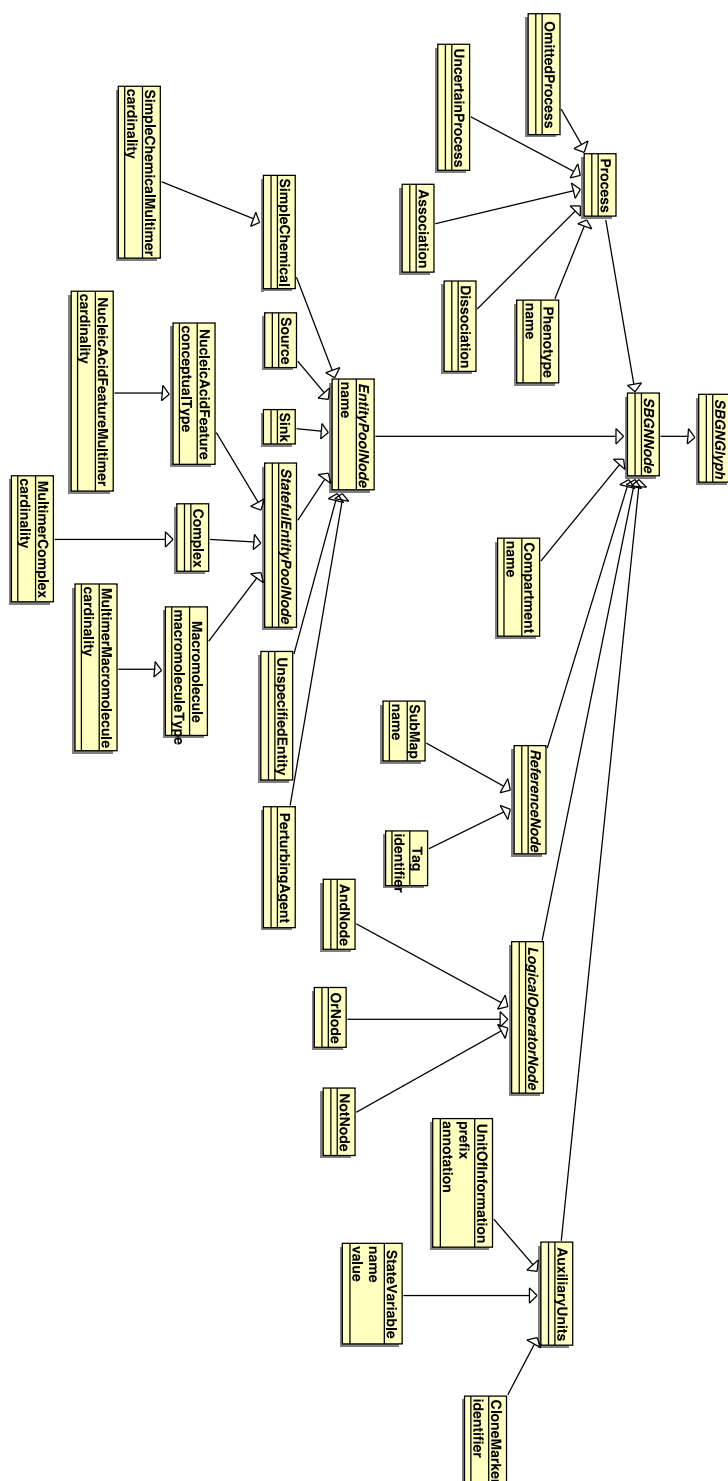 SBGNGlyph
SBGNNode
OmittedProcess
UncertainProcess
Process
Association
Dissociation
Phenotype
name
Compartment
name
SimpleChemicalMultimer
cardinality
SimpleChemical
Source
Sink
EntityPoolNode
name
NucleicAcidFeatureMultimer
cardinality
NucleicAcidFeature
conceptualType
StatefulEntityPoolNode
MultimerComplex
cardinality
Complex
MultimerMacromolecule
cardinality
Macromolecule
macromoleculeType
UnspecifiedEntity
PerturbingAgent
ReferenceNode
SubMap
name
Tag
identifier
LogicalOperatorNode
AndNode
OrNode
NotNode
AuxiliaryUnits
UnitOfInformation
prefix
annotation
StateVariable
name
value
CloneMarker
identifier